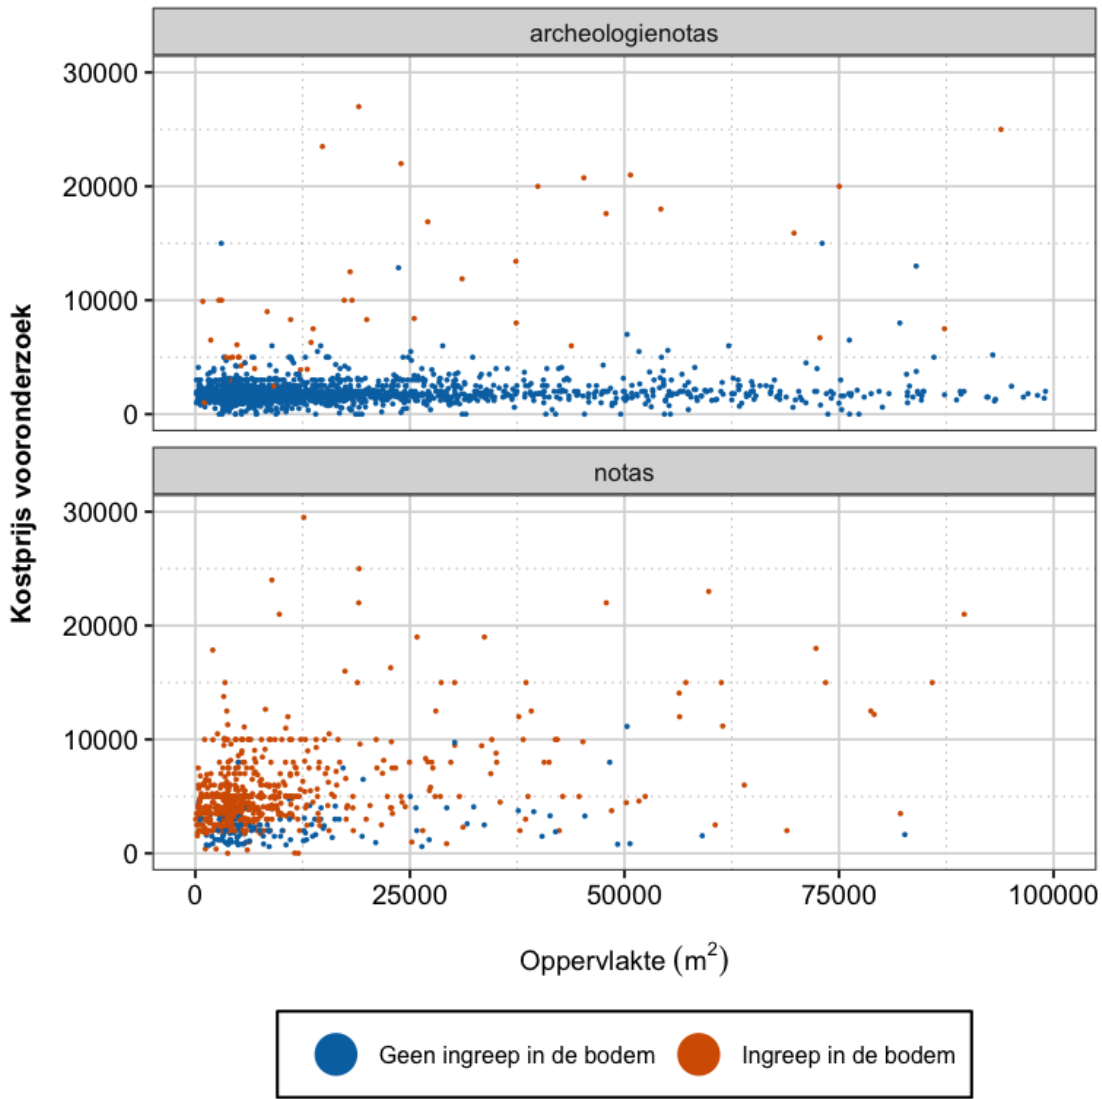 archeologienotas
30000
20000
10000
0
notas
30000
20000
10000
0
Kostprijs vooronderzoek
0 25000 50000 75000 100000
Oppervlakte (m²)
Geen ingreep in de bodem Ingreep in de bodem